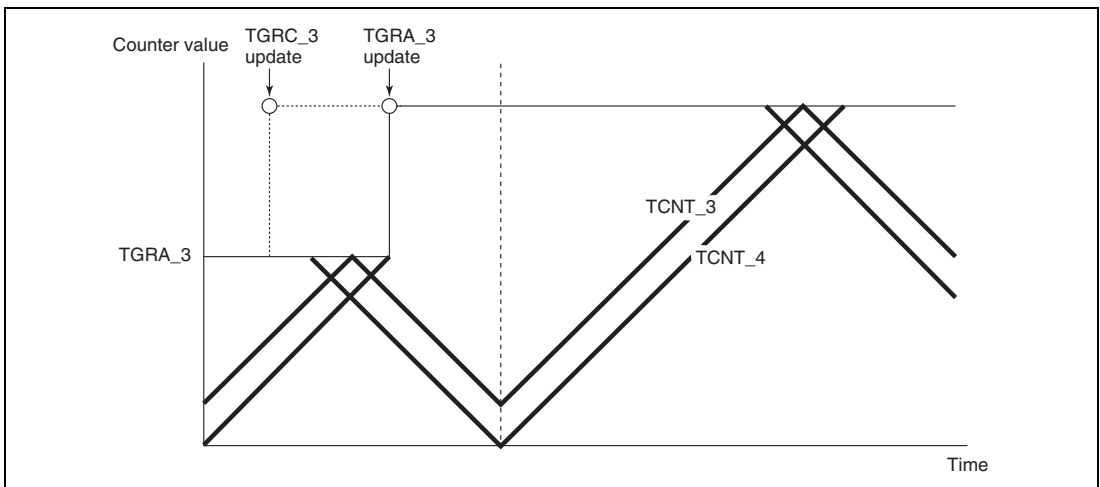 Counter value
TGRC_3
update
TGRA_3
update
TGRA_3
TCNT_3
TCNT_4
Time